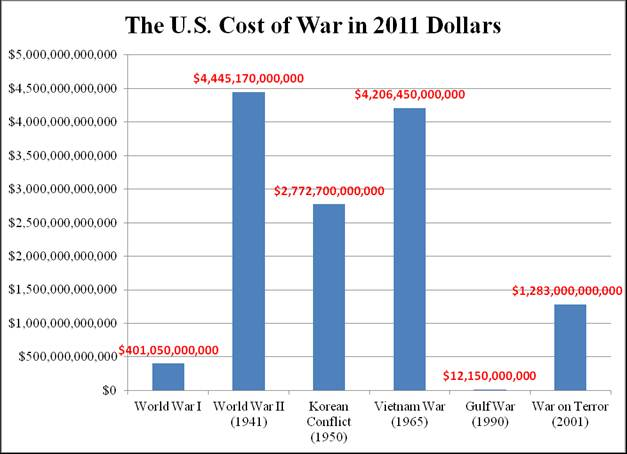 The U.S. Cost of War in 2011 Dollars
$5,000,000,000,000
$4,500,000,000,000
$4,000,000,000,000
$3,500,000,000,000
$3,000,000,000,000
$2,500,000,000,000
$2,000,000,000,000
$1,500,000,000,000
$1,000,000,000,000
$500,000,000,000
$0
$401,050,000,000
$4,445,170,000,000
$2,772,700,000,000
$4,206,450,000,000
$12,150,000,000
$1,283,000,000,000
World War I
World War II
(1941)
Korean
Conflict
(1950)
Vietnam War
(1965)
Gulf War
(1990)
War on Terror
(2001)